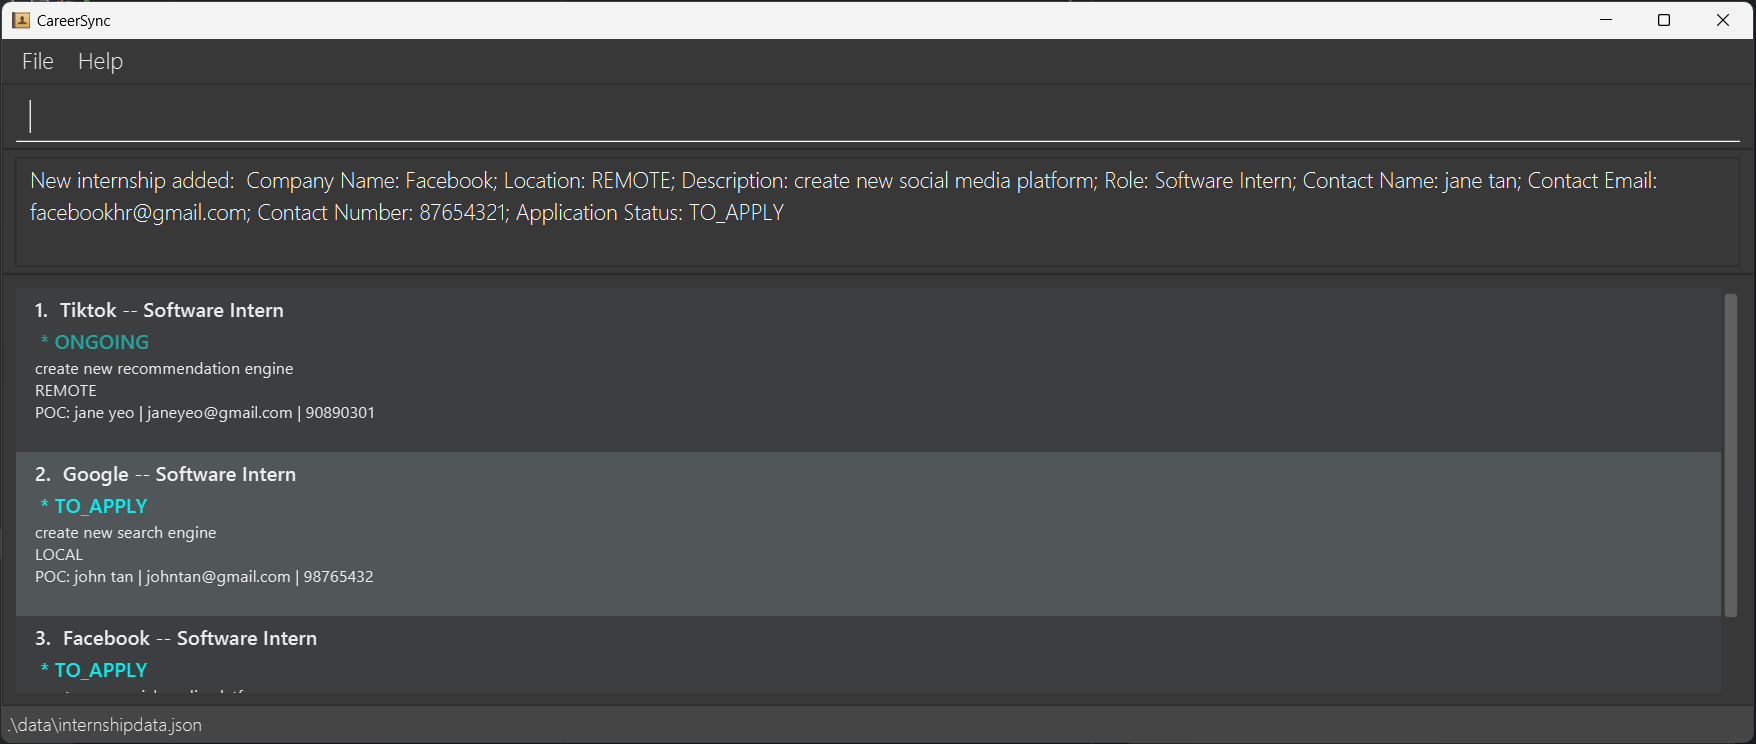 CareerSync
File Help
New internship added:  Company Name: Facebook; Location: REMOTE; Description: create new social media platform; Role: Software Intern; Contact Name: jane tan; Contact Email:
facebookhr@gmail.com; Contact Number: 87654321; Application Status: TO_APPLY
1. Tiktok -- Software Intern
* ONGOING
create new recommendation engine
REMOTE
POC: jane yeo | janeyeo@gmail.com | 90890301
2. Google -- Software Intern
* TO_APPLY
create new search engine
LOCAL
POC: john tan | johntan@gmail.com | 98765432
3. Facebook -- Software Intern
* TO_APPLY
.\data\internshipdata.json